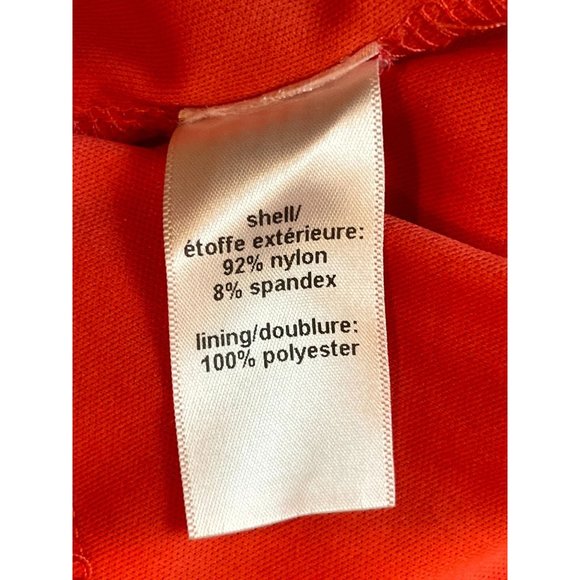 shell/
étoffe extérieure:
92% nylon
8% spandex
lining/doublure:
100% polyester